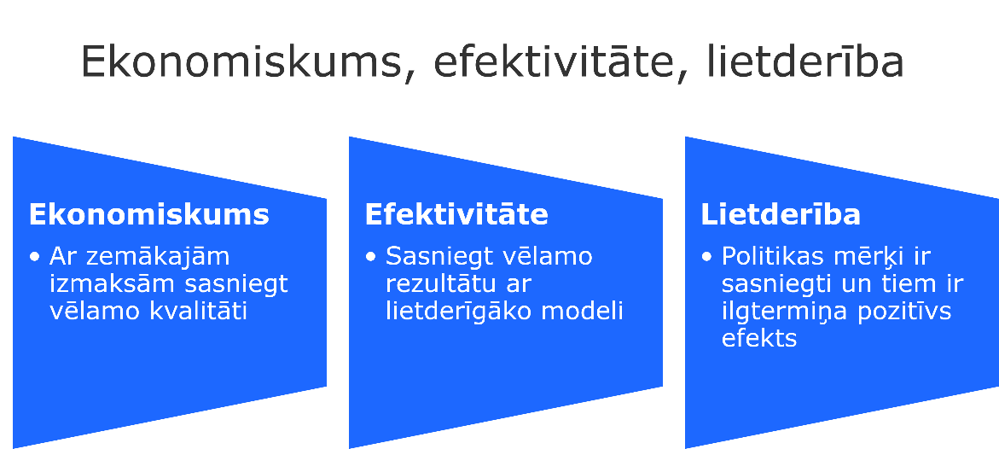 Ekonomiskums, efektivitāte, lietderība
Ekonomiskums
• Ar zemākajām
izmaksām sasniegt
vēlamo kvalitāti
Efektivitāte
• Sasniegt vēlamo
rezultātu ar
lietderīgāko modeli
Lietderība
• Politikas mērķi ir
sasniegti un tiem ir
ilgtermiņa pozitīvs
efekts